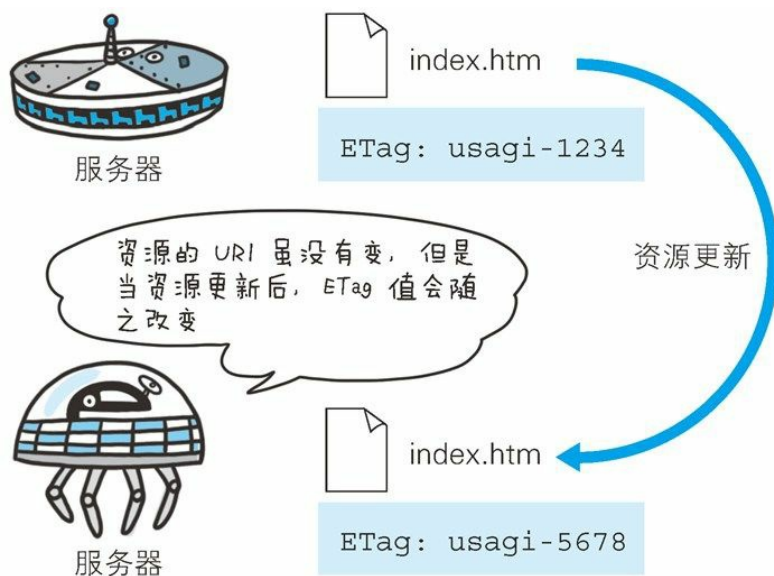 index.htm
ETag: usagi-1234
服务器
资源的 URI 虽没有变，但是
当资源更新后，ETag 值会随
之改变
资源更新
index.htm
ETag: usagi-5678
服务器